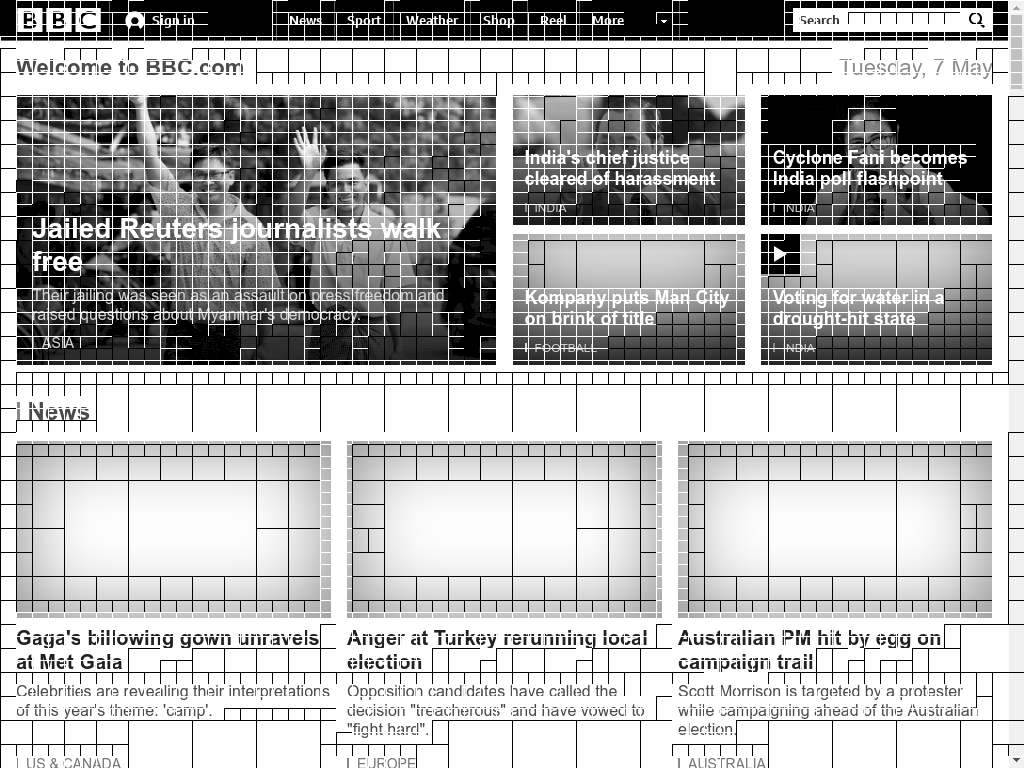 BBC Sign in News Sport Weather Shop Reel More Search
Welcome to BBC.com
Tuesday, 7 May
Jailed Reuters journalists walk
free
Their jailing was seen as an assault on press freedom and
raised questions about Myanmar's democracy.
ASIA
India's chief justice
cleared of harassment
INDIA
Cyclone Fani becomes
India poll flashpoint
INDIA
Kompany puts Man City
on brink of title
FOOTBALL
Voting for water in a
drought-hit state
INDIA
News
Gaga's billowing gown unravels
at Met Gala
Celebrities are revealing their interpretations
of this year's theme: 'camp'.
US & CANADA
Anger at Turkey rerunning local
election
Opposition candidates have called the
decision "treacherous" and have vowed to
"fight hard".
EUROPE
Australian PM hit by egg on
campaign trail
Scott Morrison is targeted by a protester
while campaigning ahead of the Australian
election.
AUSTRALIA